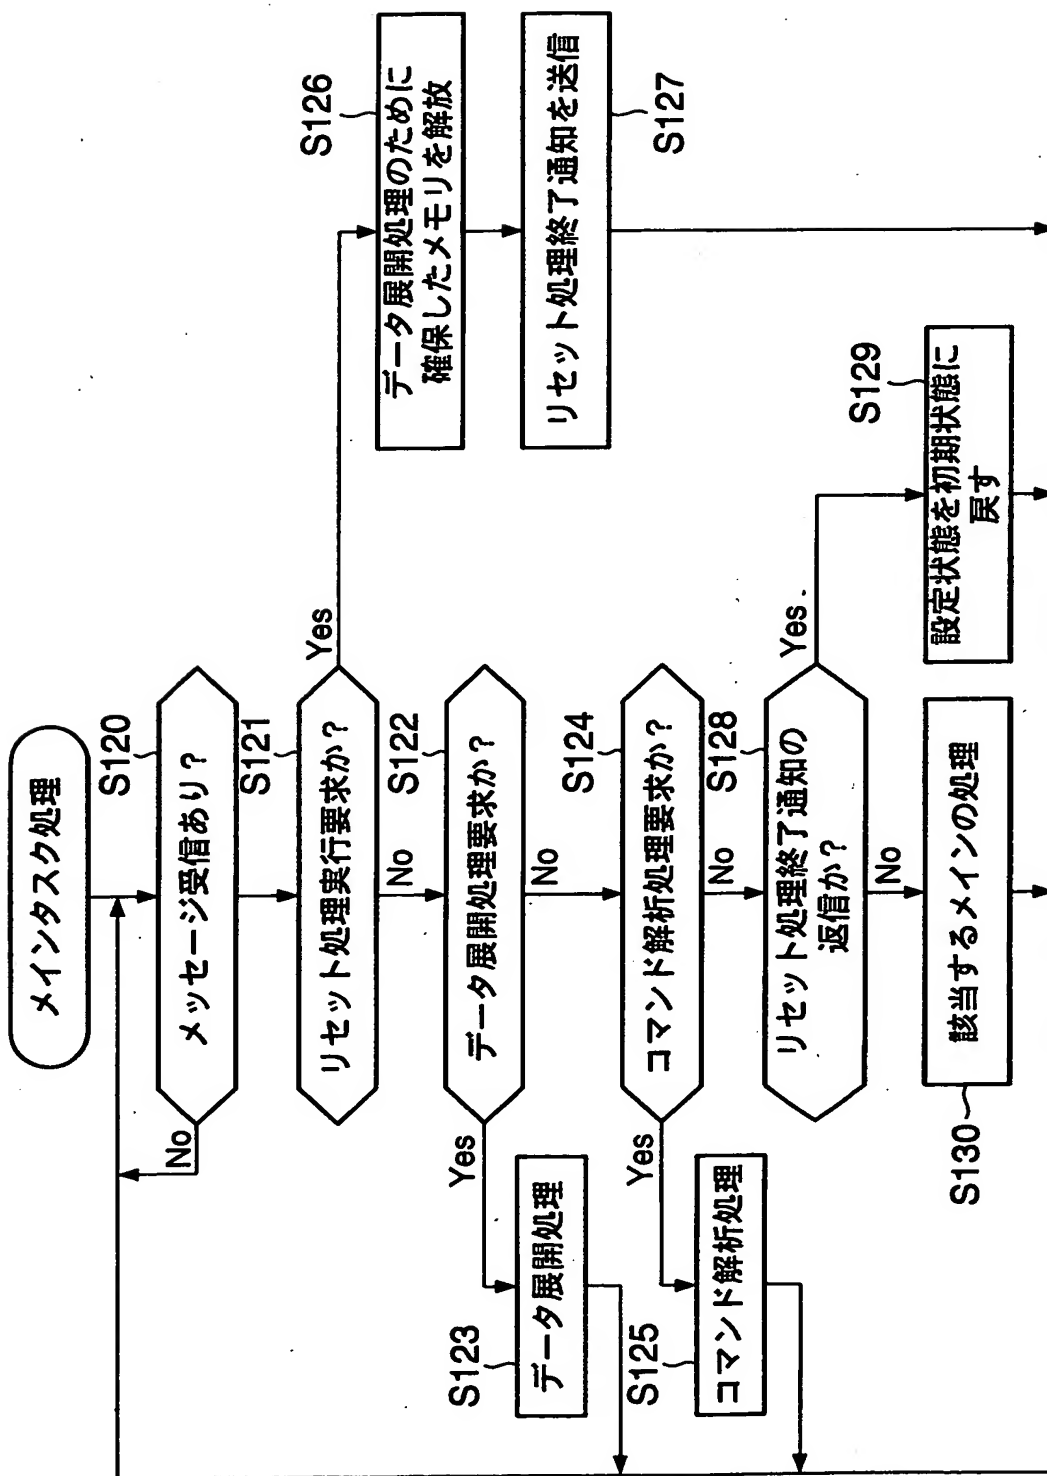 メインタスク処理
S120
メッセージ受信あり？
No
S121
リセット処理実行要求か？
Yes
No
S126
データ展開処理のために
確保したメモリを解放
S127
リセット処理終了通知を送信
S122
データ展開処理要求か？
Yes
No
S123
データ展開処理
S124
コマンド解析処理要求か？
Yes
No
S125
コマンド解析処理
S128
リセット処理終了通知の
返信か？
Yes
No
S129
設定状態を初期状態に
戻す
S130
該当するメインの処理